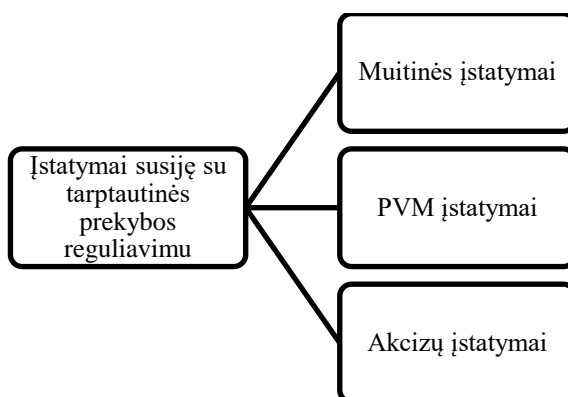 Muitinės įstatymai
Įstatymai susiję su
tarptautinės
prekybos
reguliavimu
PVM įstatymai
Akcizų įstatymai